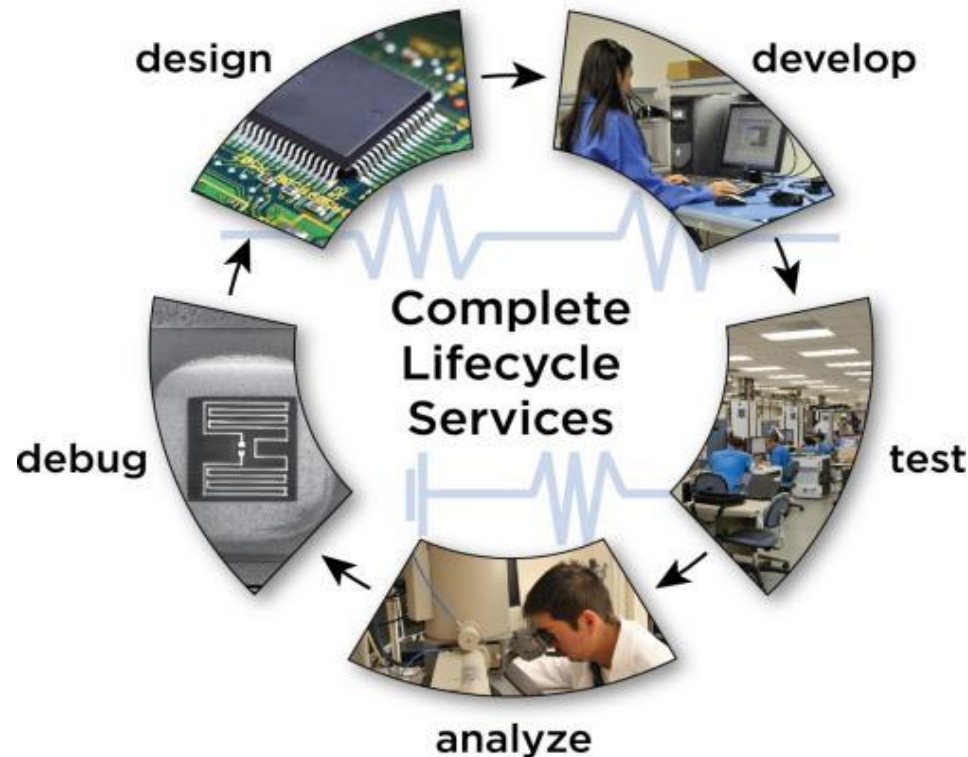 design
develop
Complete
Lifecycle
Services
debug
test
analyze